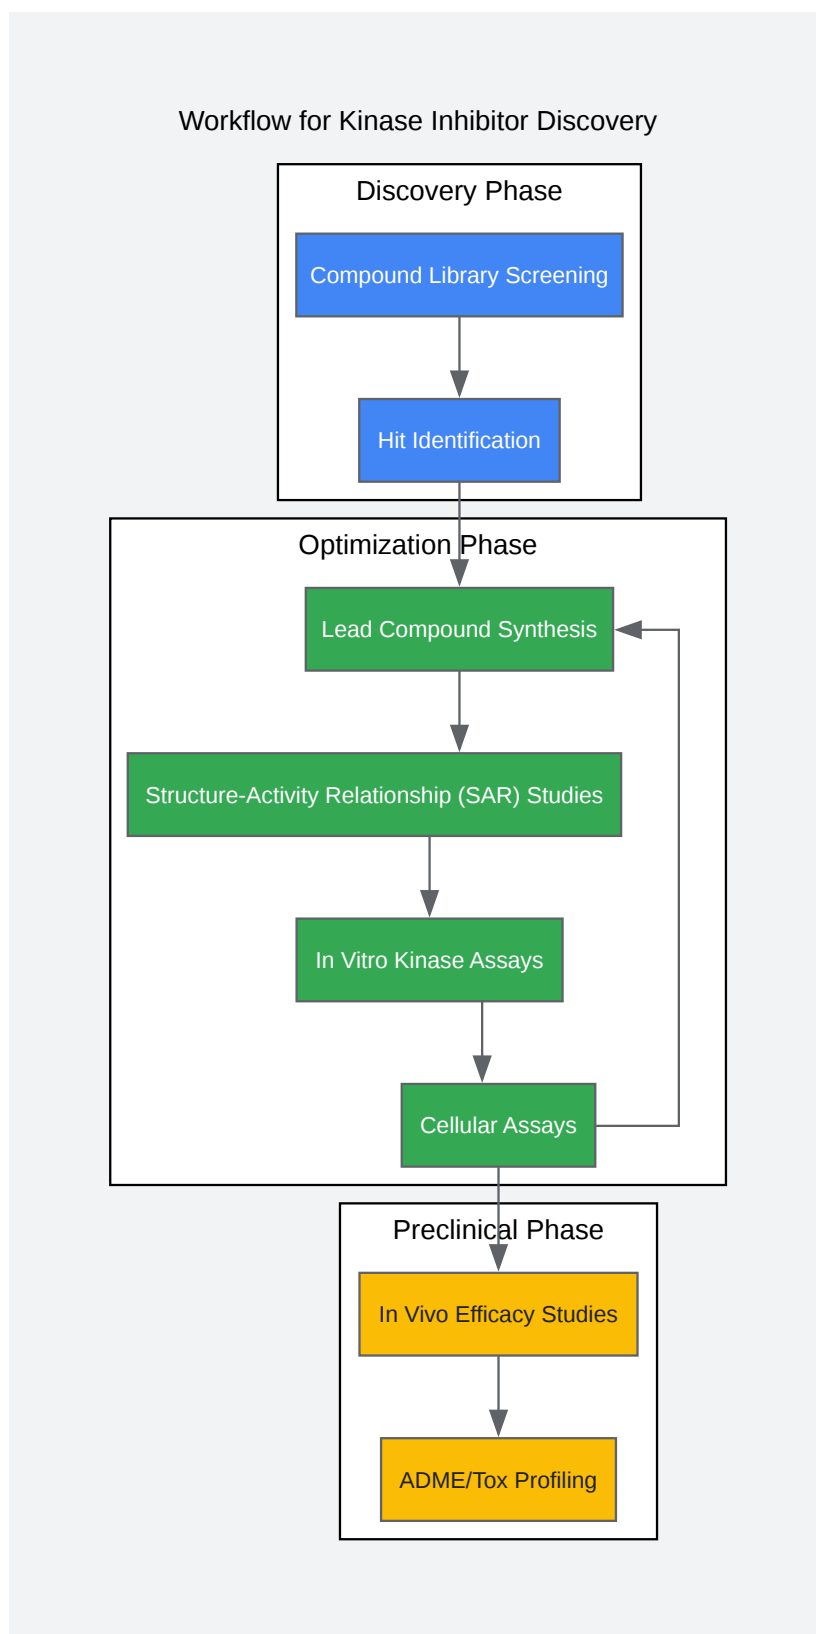 Workflow for Kinase Inhibitor Discovery
Discovery Phase
Compound Library Screening
Hit Identification
Optimization Phase
Lead Compound Synthesis
Structure-Activity Relationship (SAR) Studies
In Vitro Kinase Assays
Cellular Assays
Preclinical Phase
In Vivo Efficacy Studies
ADME/Tox Profiling